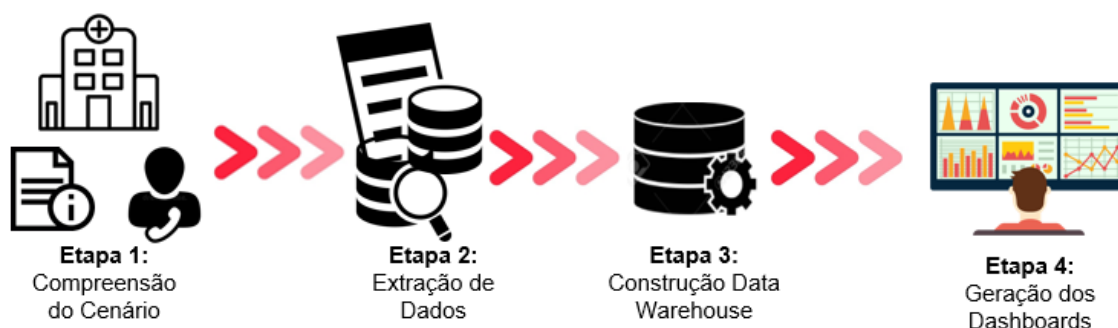 Etapa 1:
Compreensão
do Cenário
Etapa 2:
Extração de
Dados
Etapa 3:
Construção Data
Warehouse
Etapa 4:
Geração dos
Dashboards